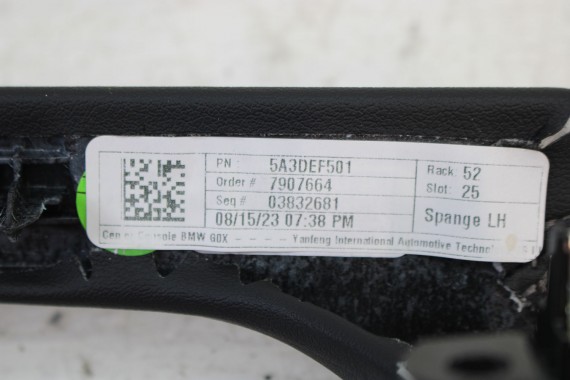 PN: 5A3DEF501
Order # 7907664
Seq # 03832681
08/15/23 07:38 PM
Rack: 52
Slot: 25
Spange LH
Console BMW G0X - - - - Yanfeng International Automotive